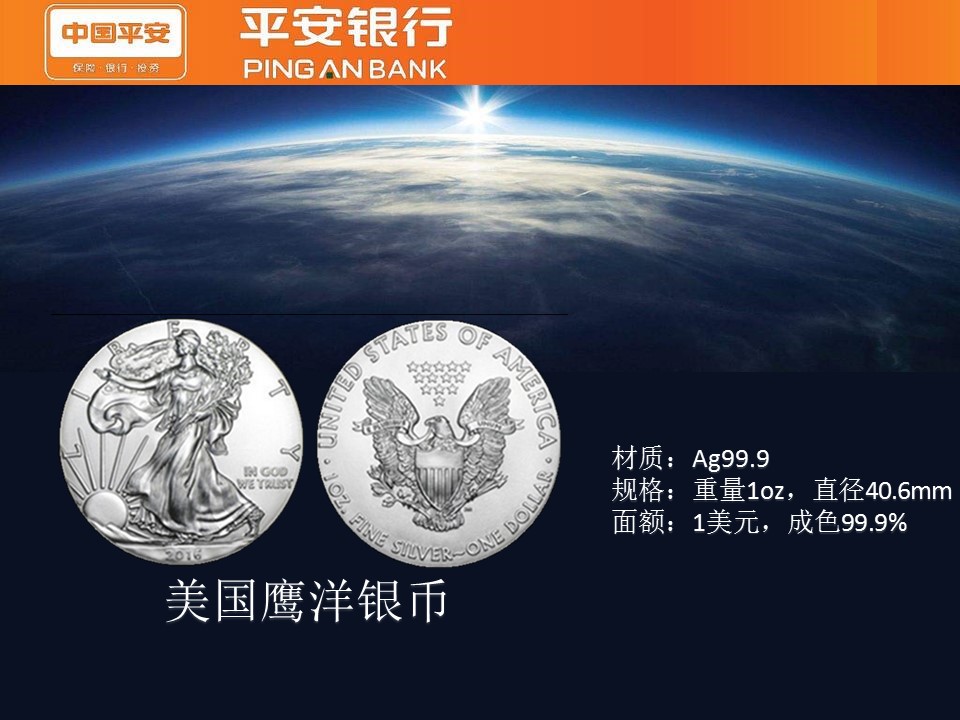 中国平安
保险·银行·投资
平安银行
PING AN BANK
LIBERTY
IN GOD
WE TRUST
2016
UNITED STATES OF AMERICA
1 OZ. FINE SILVER~ONE DOLLAR
材质：Ag99.9
规格：重量1oz，直径40.6mm
面额：1美元，成色99.9%
美国鹰洋银币